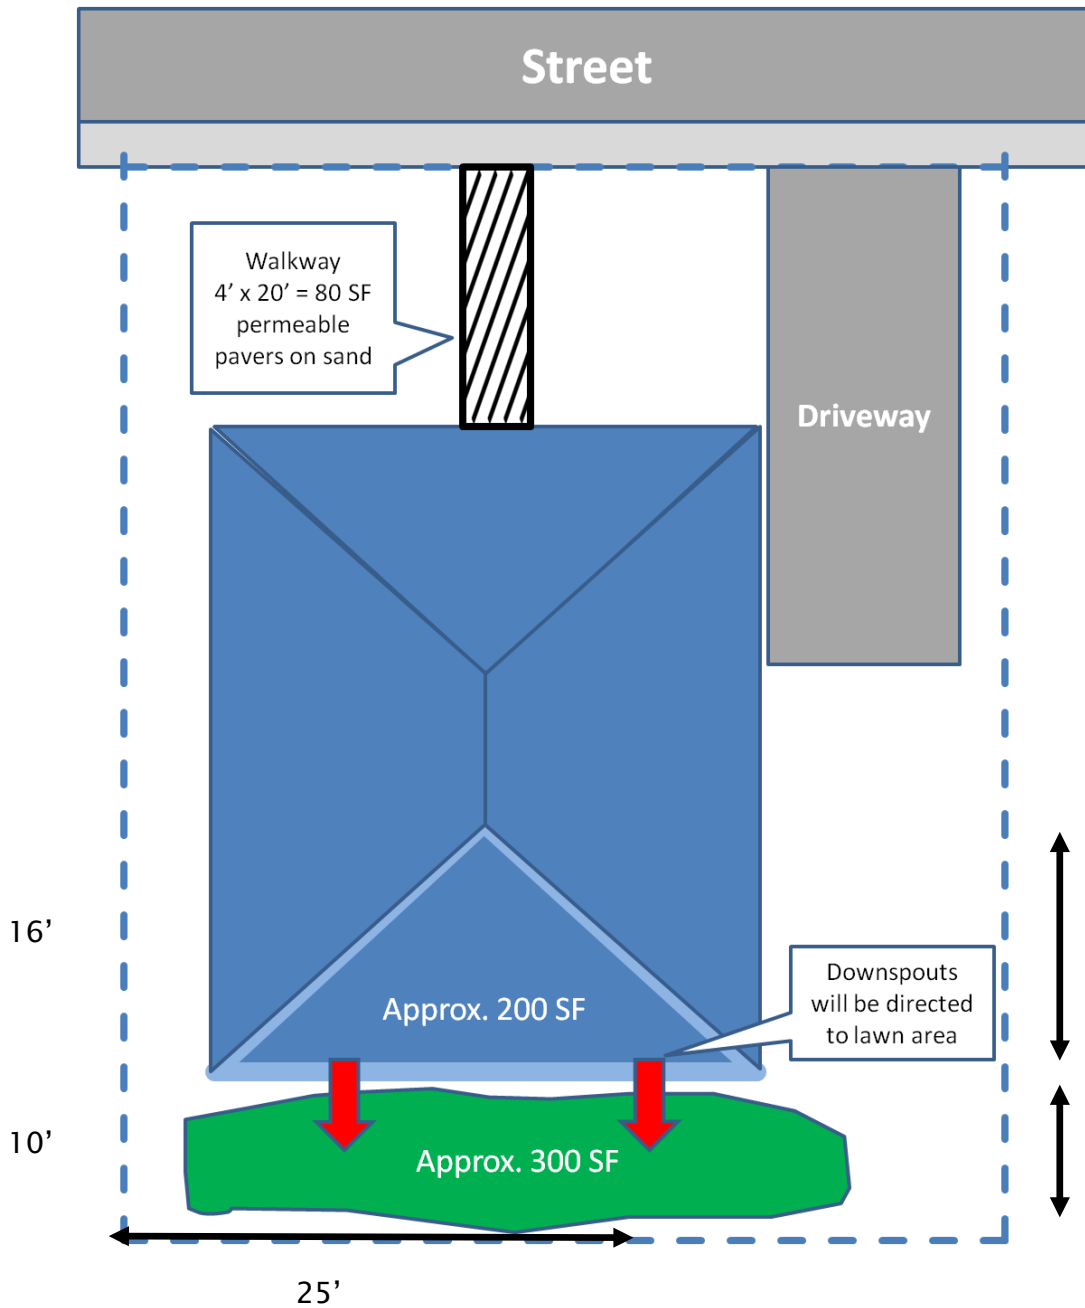 Street
Walkway
4’ x 20’ = 80 SF
permeable
pavers on sand
Driveway
16’
Downspouts
will be directed
to lawn area
Approx. 200 SF
10’
Approx. 300 SF
25’